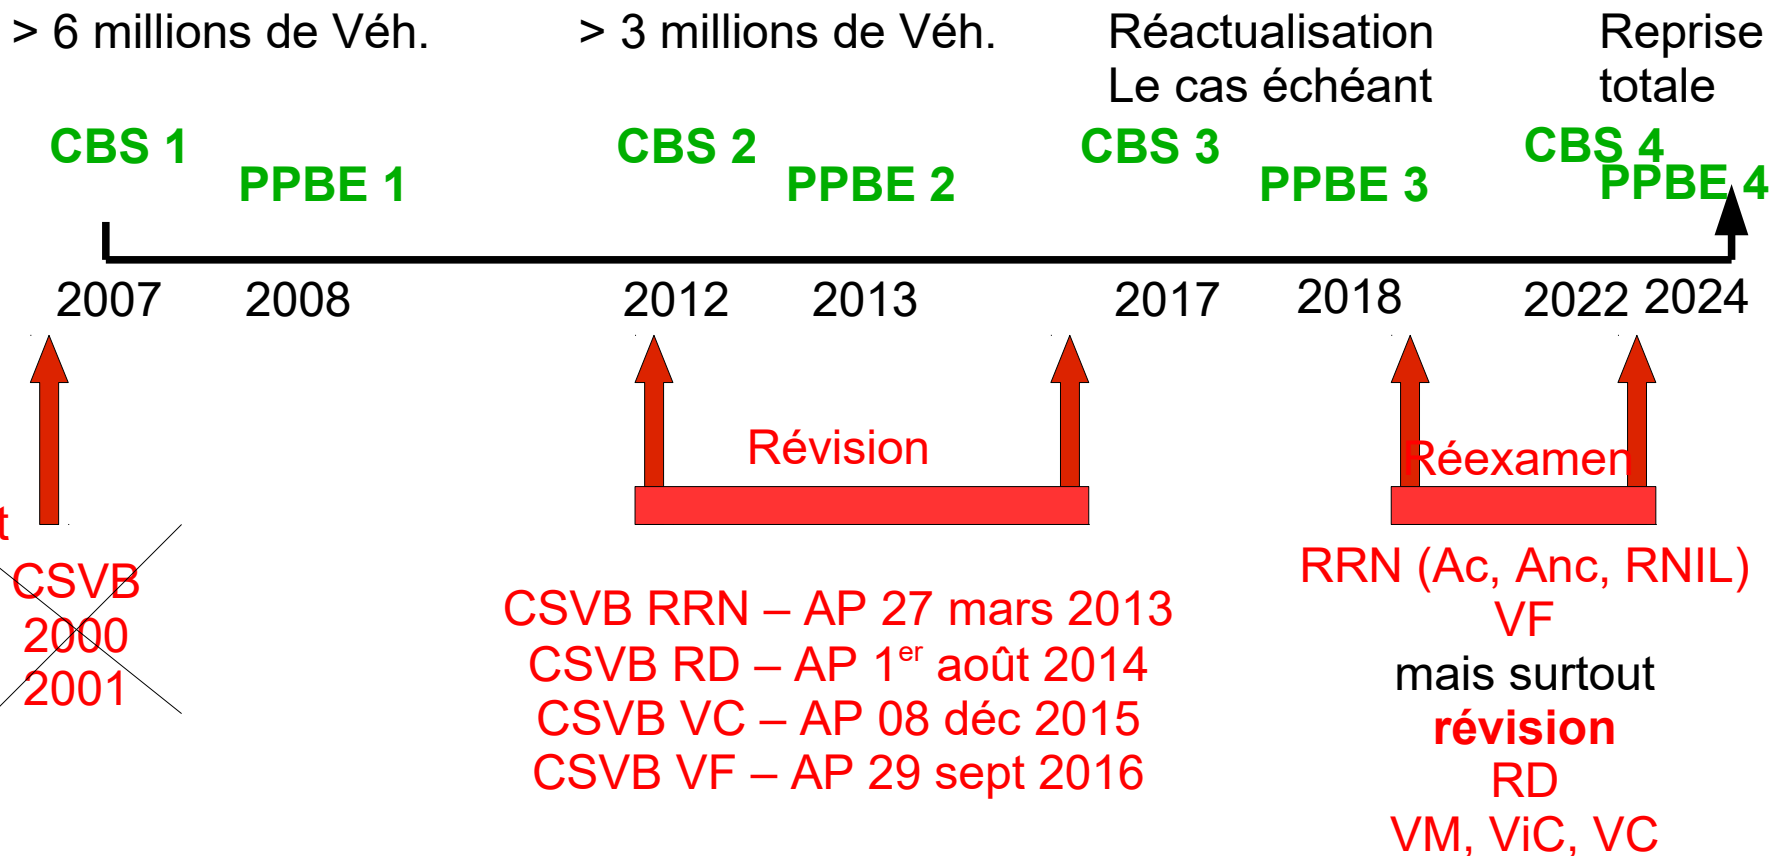 > 6 millions de Véh.
> 3 millions de Véh.
Réactualisation
Le cas échéant
Reprise
totale
CBS 1
PPBE 1
CBS 2
PPBE 2
CBS 3
PPBE 3
CBS 4
PPBE 4
2007
2008
2012
2013
2017
2018
2022
2024
t
CSVB
2000
2001
Révision
CSVB RRN – AP 27 mars 2013
CSVB RD – AP 1er août 2014
CSVB VC – AP 08 déc 2015
CSVB VF – AP 29 sept 2016
Réexamen
RRN (Ac, Anc, RNIL)
VF
mais surtout
révision
RD
VM, ViC, VC